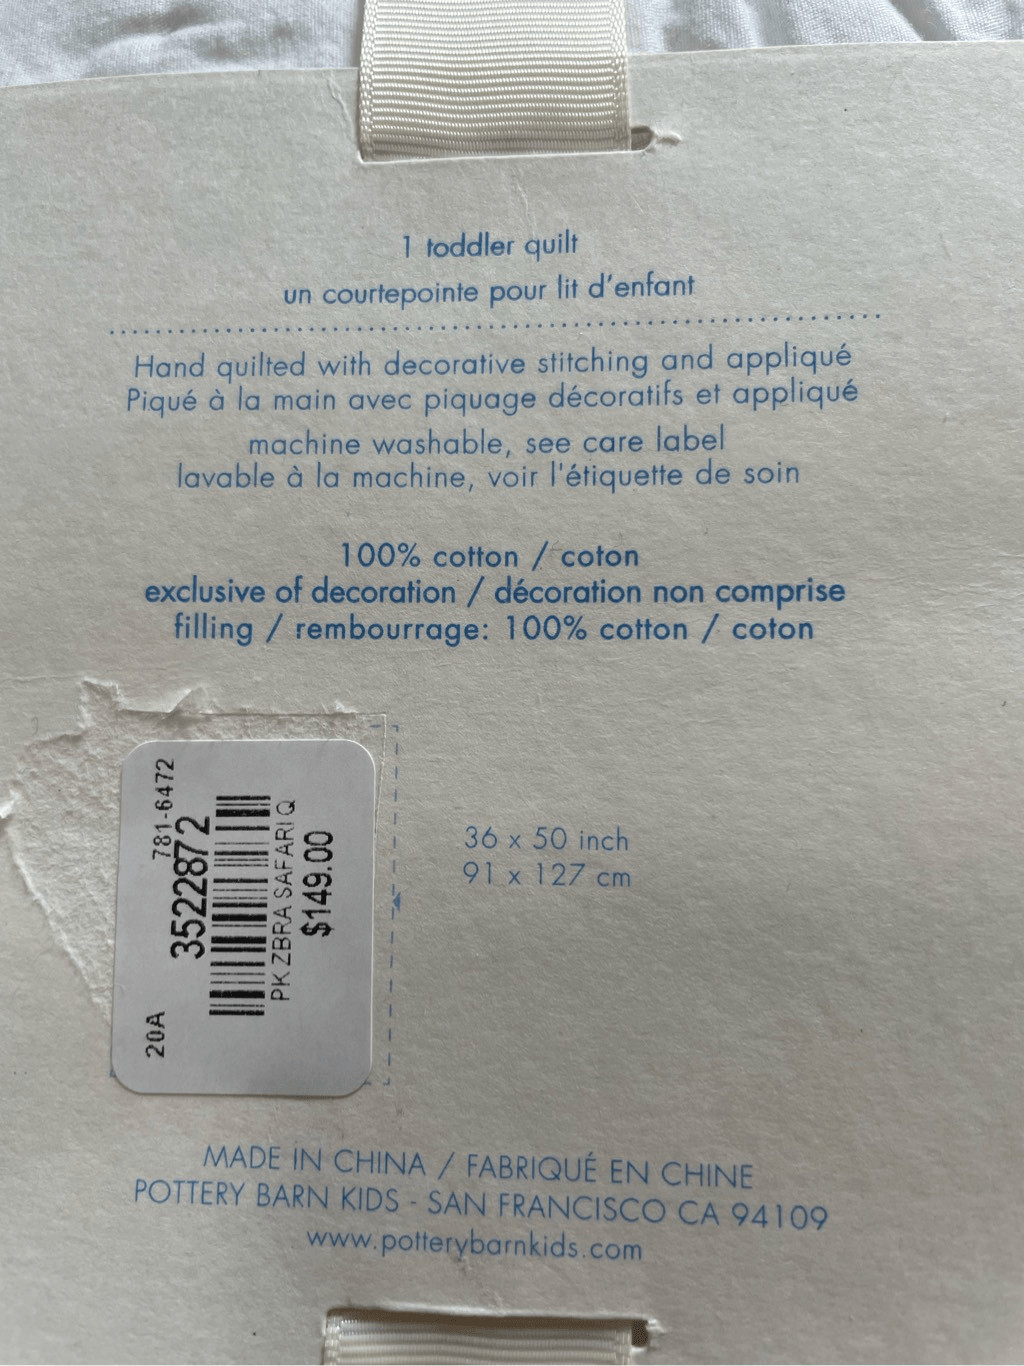 1 toddler quilt
un courtepointe pour lit d'enfant
Hand quilted with decorative stitching and appliqué
Piqué à la main avec piquage décoratifs et appliqué
machine washable, see care label
lavable à la machine, voir l'étiquette de soin
100% cotton / coton
exclusive of decoration / décoration non comprise
filling / rembourrage: 100% cotton / coton
20A 781-6472
3522872
PK ZBRA SAFARI Q
$149.00
36 x 50 inch
91 x 127 cm
MADE IN CHINA / FABRIQUÉ EN CHINE
POTTERY BARN KIDS - SAN FRANCISCO CA 94109
www.potterybarnkids.com